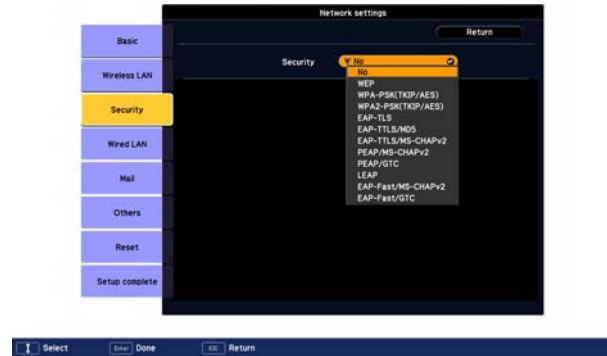 Network settings
Return
Basic
Wireless LAN
Security
Wired LAN
Mail
Others
Reset
Setup complete
Security
No
No
WEP
WPA-PSK(TKIP/AES)
WPA2-PSK(TKIP/AES)
EAP-TLS
EAP-TTLS/MD5
EAP-TTLS/MS-CHAPv2
PEAP/MS-CHAPv2
PEAP/GTC
LEAP
EAP-Fast/MS-CHAPv2
EAP-Fast/GTC
Select Enter Done ESC Return